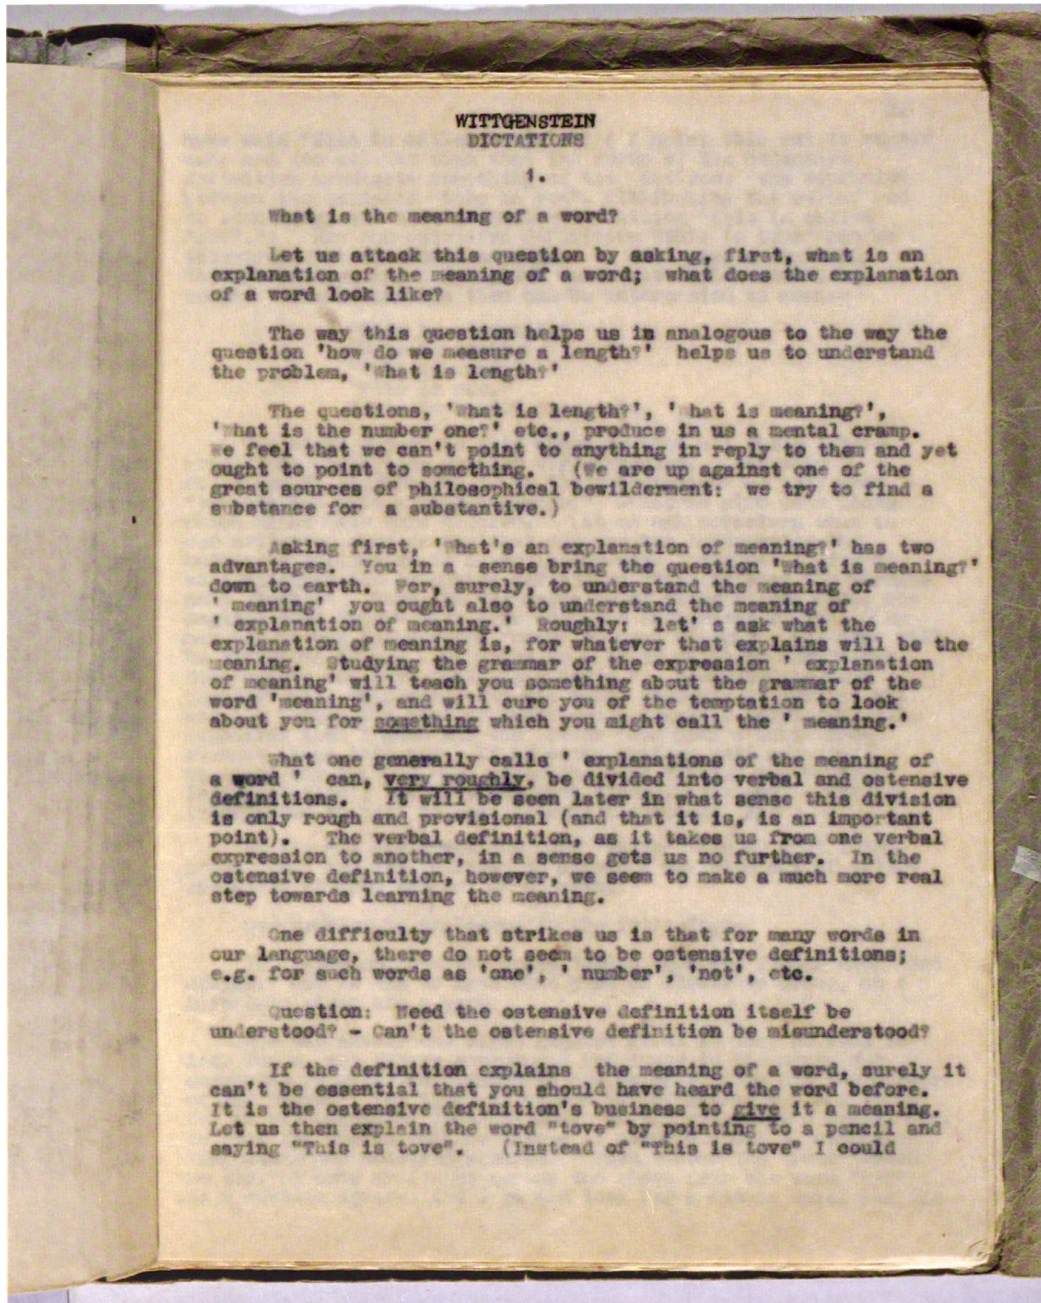 WITTGENSTEIN
DICTATIONS
1.
What is the meaning of a word?
Let us attack this question by asking, first, what is an
explanation of the meaning of a word; what does the explanation
of a word look like?
The way this question helps us is analogous to the way the
question 'how do we measure a length?' helps us to understand
the problem, 'What is length?'
The questions, 'What is length?', 'What is meaning?',
'What is the number one?' etc., produce in us a mental cramp.
We feel that we can't point to anything in reply to them and yet
ought to point to something. (We are up against one of the
great sources of philosophical bewilderment: we try to find a
substance for a substantive.)
Asking first, 'What's an explanation of meaning?' has two
advantages. You in a sense bring the question 'What is meaning?'
down to earth. For, surely, to understand the meaning of
' meaning' you ought also to understand the meaning of
' explanation of meaning.' Roughly: let' s ask what the
explanation of meaning is, for whatever that explains will be the
meaning. Studying the grammar of the expression ' explanation
of meaning' will teach you something about the grammar of the
word 'meaning', and will cure you of the temptation to look
about you for something which you might call the ' meaning.'
What one generally calls ' explanations of the meaning of
a word ' can, very roughly, be divided into verbal and ostensive
definitions. It will be seen later in what sense this division
is only rough and provisional (and that it is, is an important
point). The verbal definition, as it takes us from one verbal
expression to another, in a sense gets us no further. In the
ostensive definition, however, we seem to make a much more real
step towards learning the meaning.
One difficulty that strikes us is that for many words in
our language, there do not seem to be ostensive definitions;
e.g. for such words as 'one', ' number', 'not', etc.
Question: Need the ostensive definition itself be
understood? - Can't the ostensive definition be misunderstood?
If the definition explains the meaning of a word, surely it
can't be essential that you should have heard the word before.
It is the ostensive definition's business to give it a meaning.
Let us then explain the word "tove" by pointing to a pencil and
saying "This is tove". (Instead of "This is tove" I could